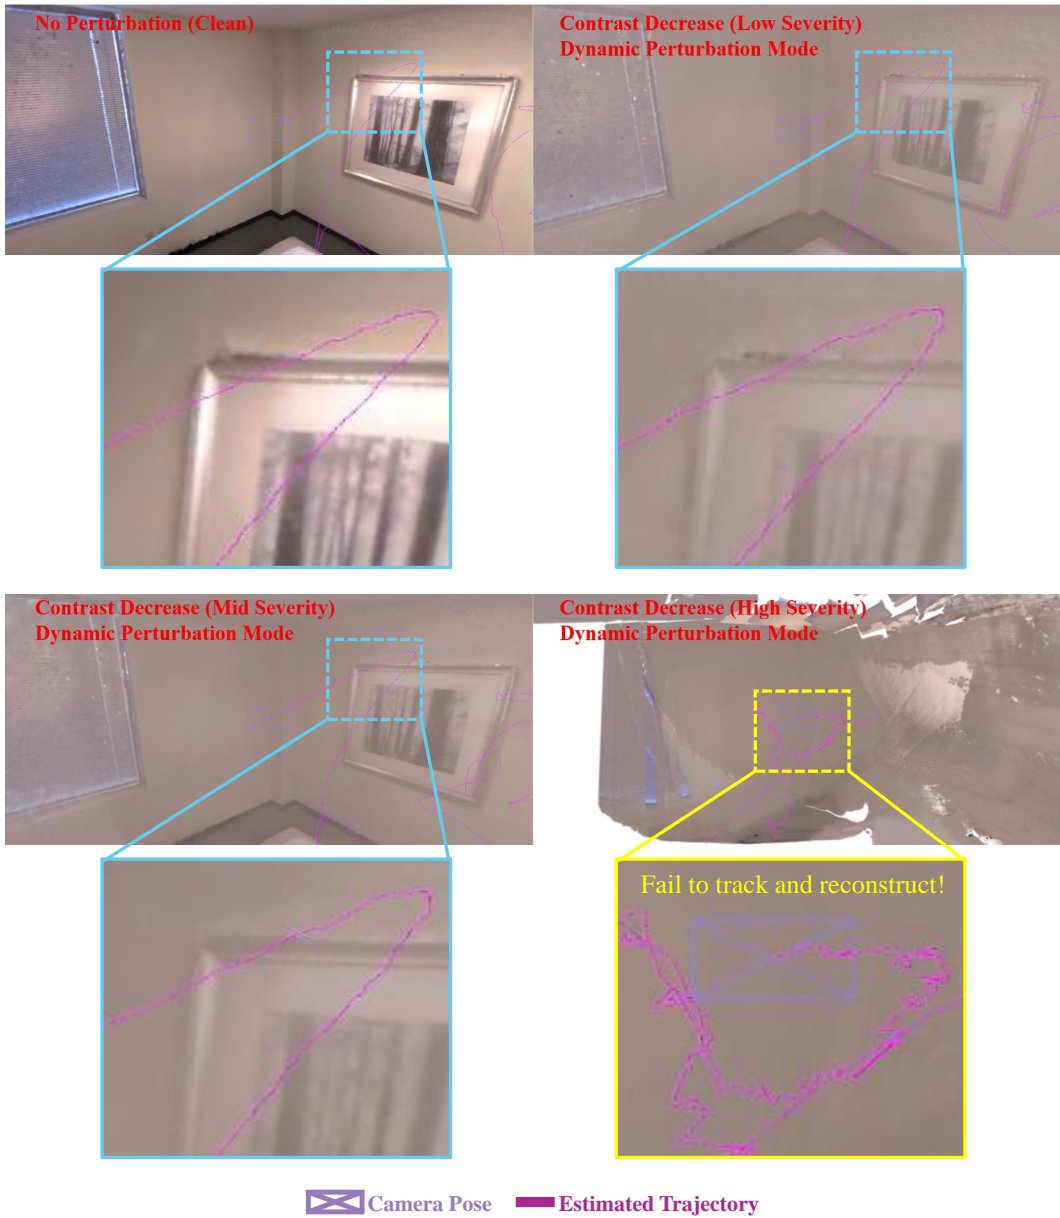 No Perturbation (Clean)
Contrast Decrease (Low Severity)
Dynamic Perturbation Mode
Contrast Decrease (Mid Severity)
Dynamic Perturbation Mode
Contrast Decrease (High Severity)
Dynamic Perturbation Mode
Fail to track and reconstruct!
Camera Pose
Estimated Trajectory